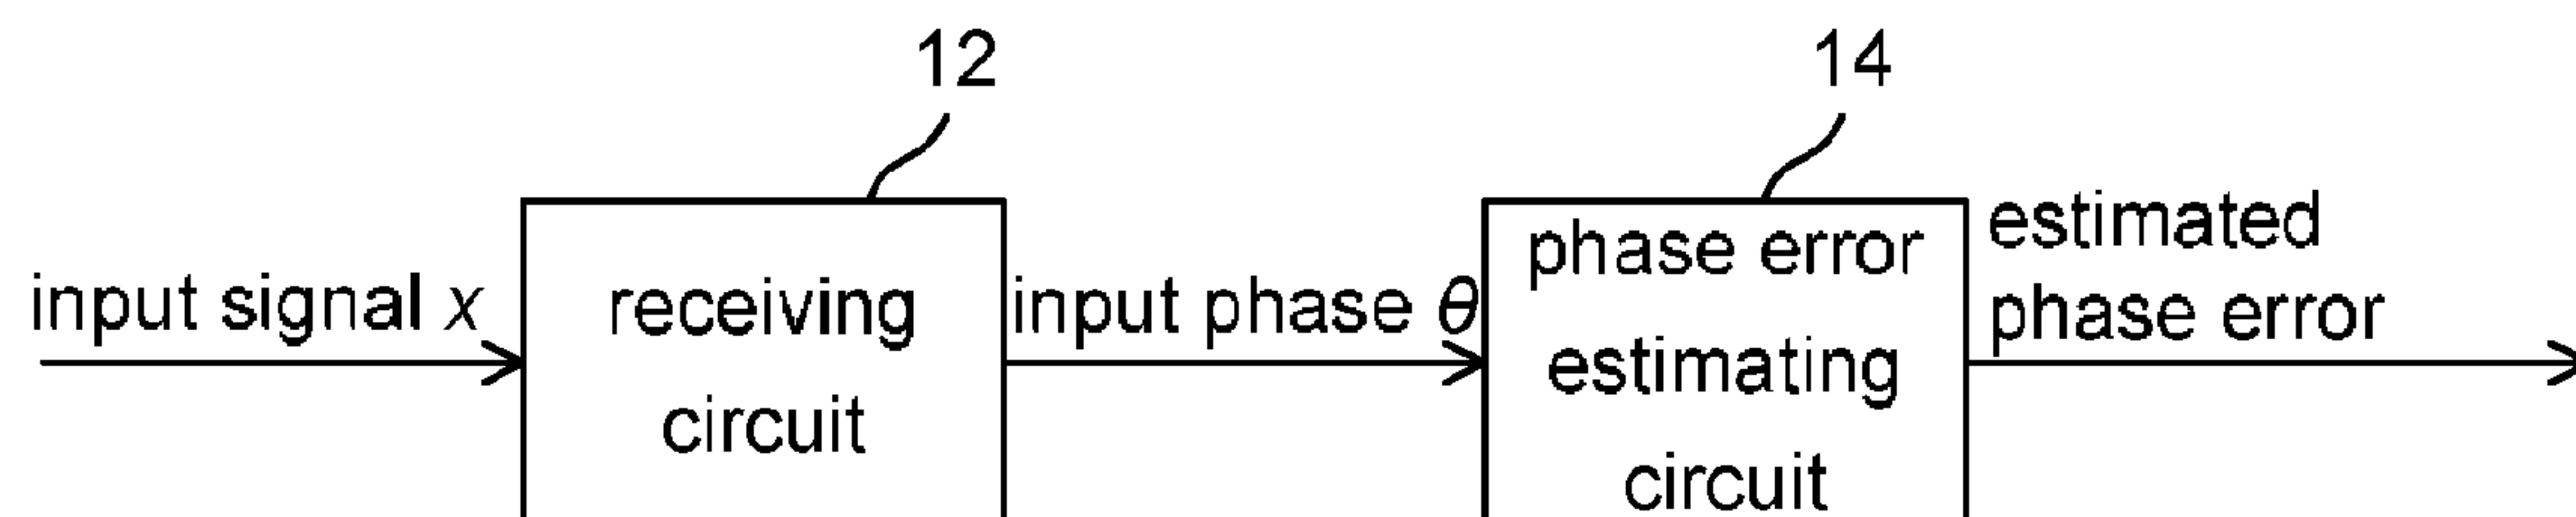 12
14
input signal x
receiving
circuit
input phase θ
phase error
estimating
circuit
estimated
phase error